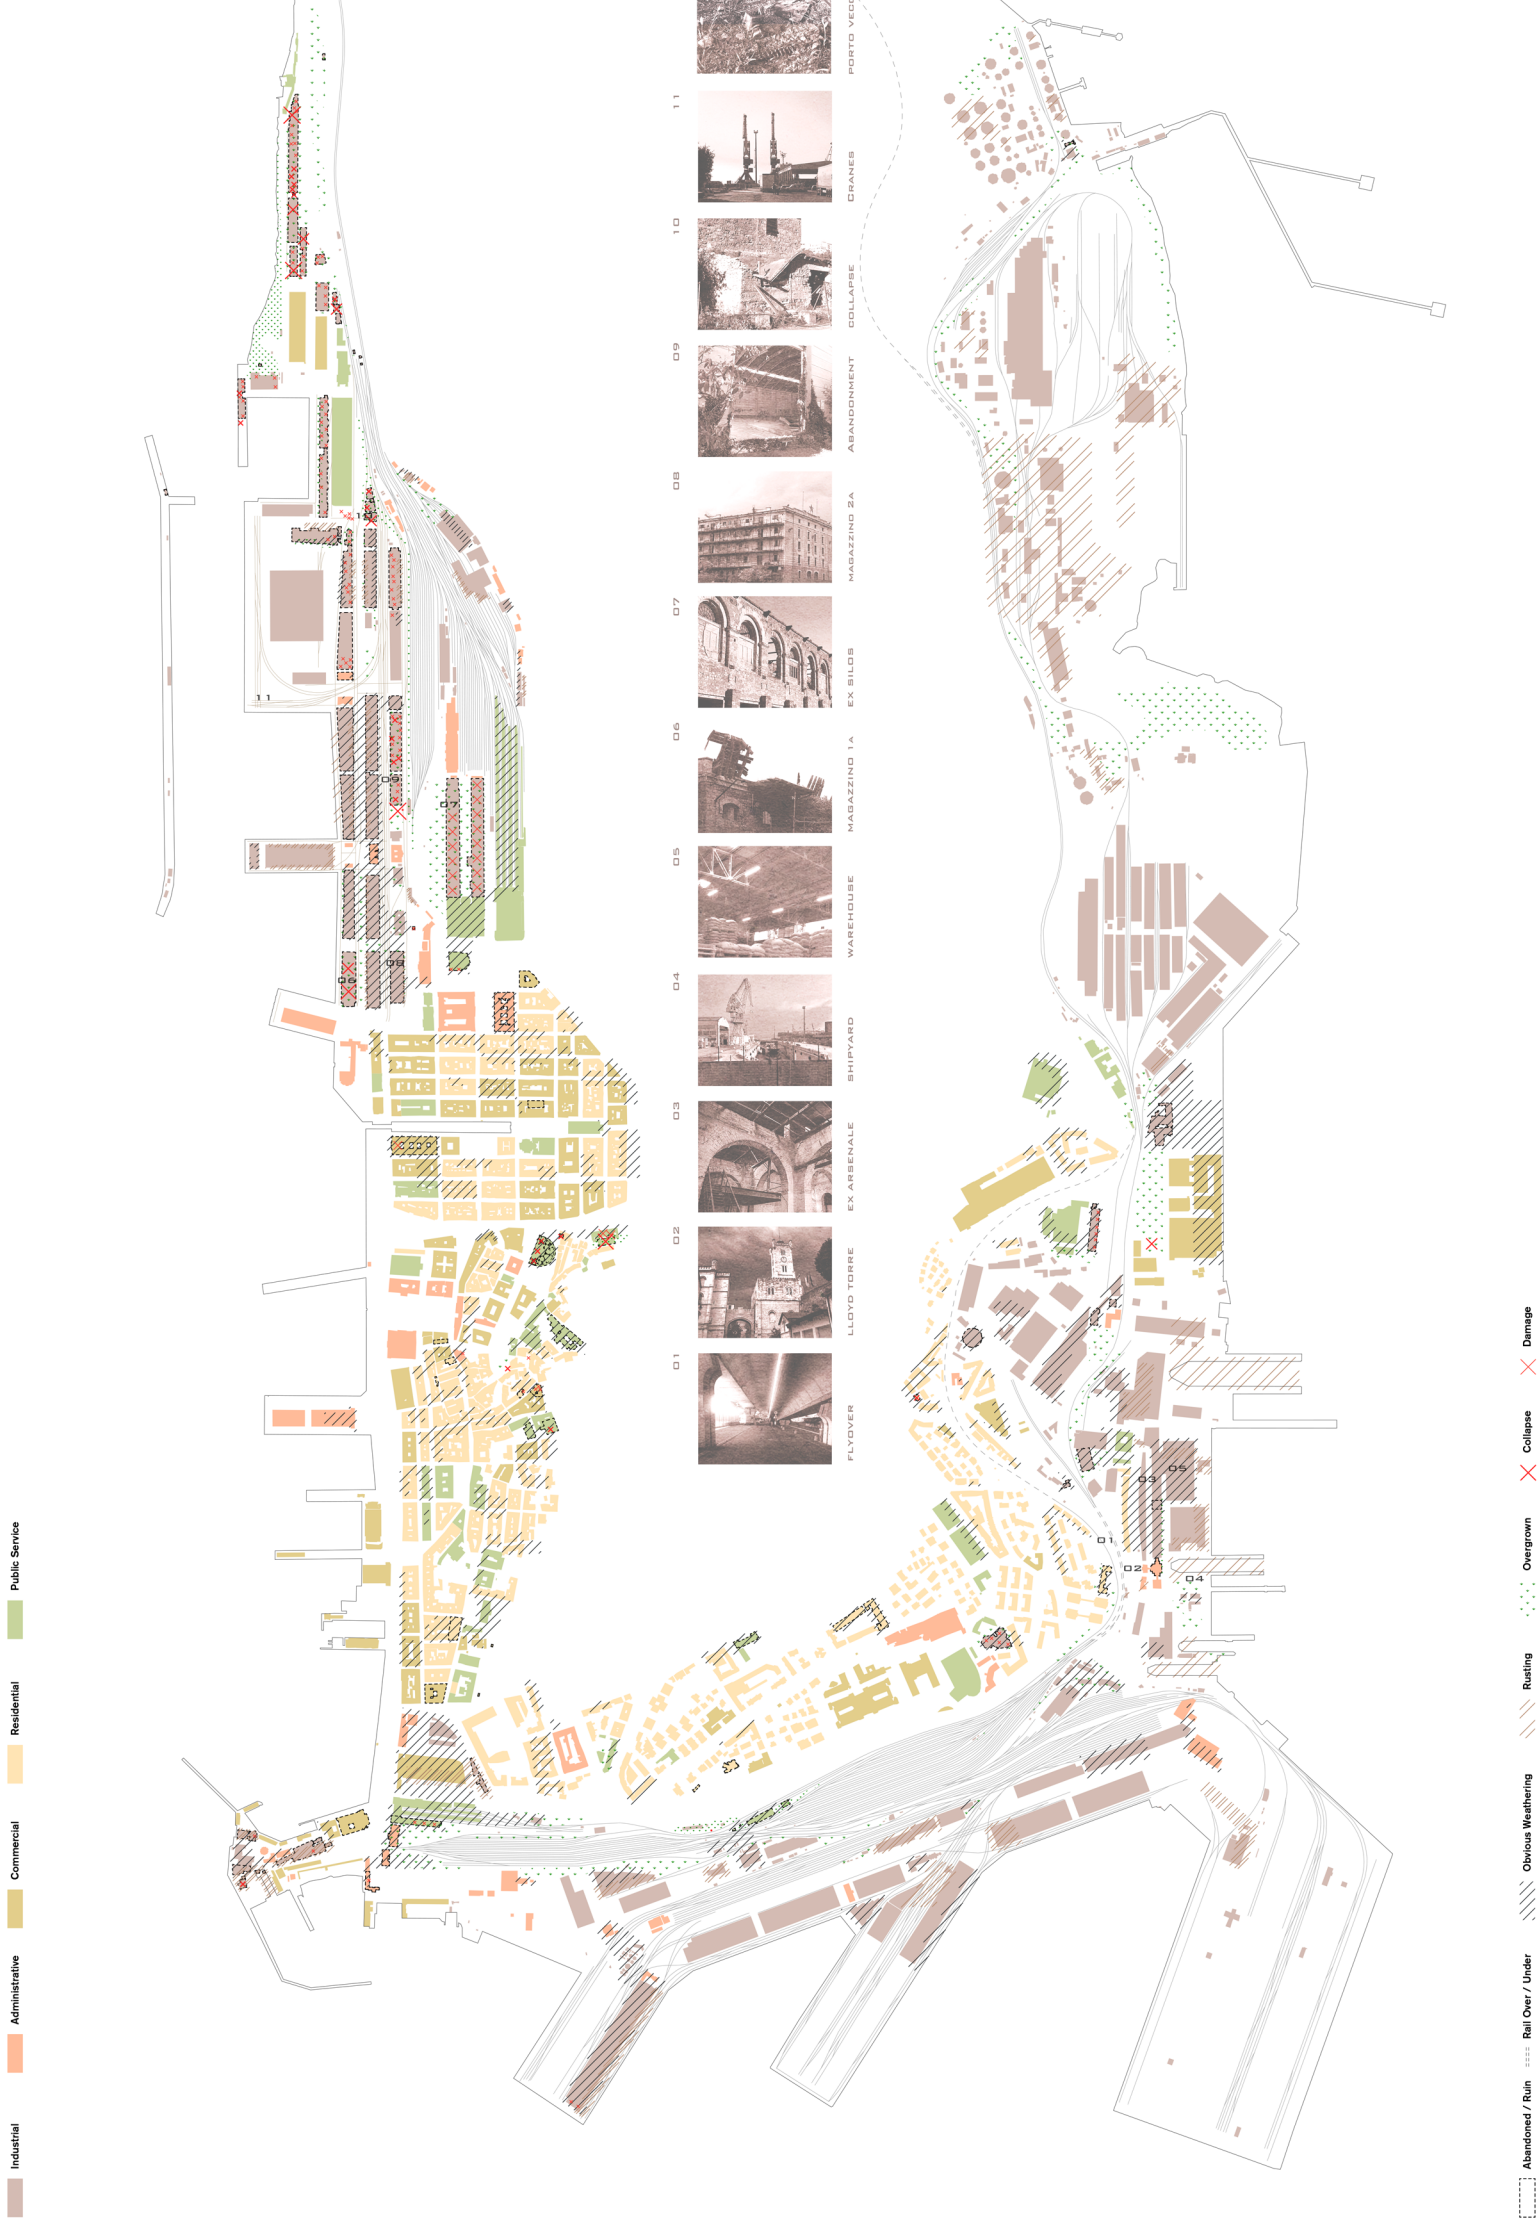 PORTO VECC
11
CRANES
10
COLLAPSE
09
ABANDONMENT
08
MAGAZZINO 2A
07
EX SILOS
06
MAGAZZINO 1A
05
WAREHOUSE
04
SHIPYARD
03
EX ARSENALE
02
LLOYD TORRE
01
FLYOVER
10
11
09
07
08
06
03
05
01
02
04
Industrial
Administrative
Commercial
Residential
Public Service
Abandoned / Ruin
Rail Over / Under
Obvious Weathering
Rusting
Overgrown
Collapse
Damage